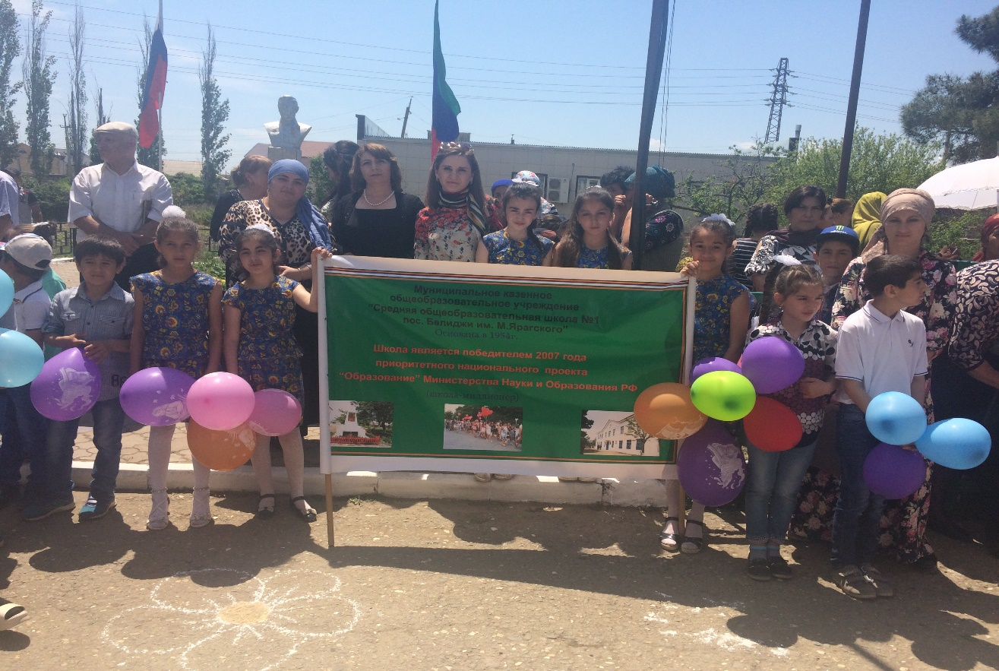 Муниципальное казенное
общеобразовательное учреждение
"Средняя общеобразовательная школа №1
пос. Белиджи им. М.Ярагского"
Основана в 1954г.
Школа является победителем 2007 года
приоритетного национального проекта
"Образование" Министерства Науки и Образования РФ
(школа-миллионер)